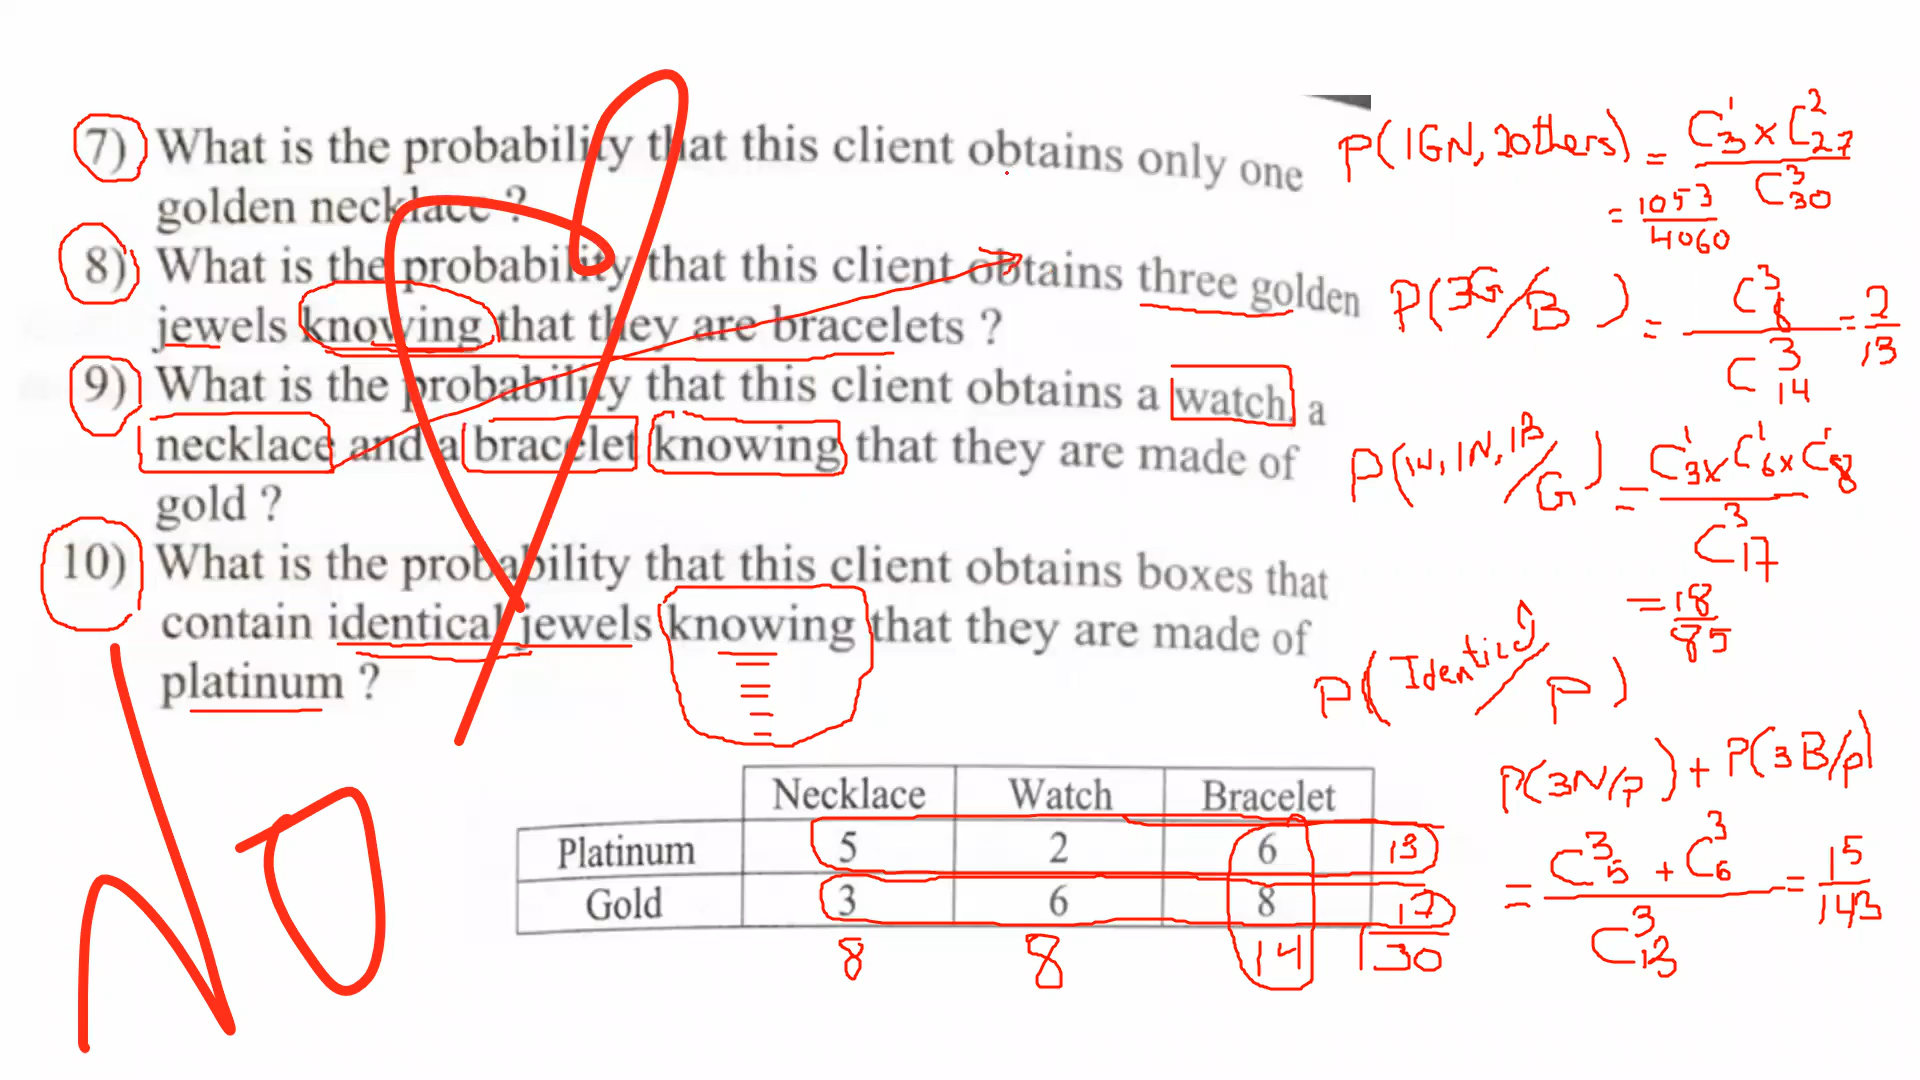 7) What is the probability that this client obtains only one
golden necklace ?
8) What is the probability that this client obtains three golden
jewels knowing that they are bracelets ?
9) What is the probability that this client obtains a watch, a
necklace and a bracelet knowing that they are made of
gold ?
10) What is the probability that this client obtains boxes that
contain identical jewels knowing that they are made of
platinum ?
NO
Necklace Watch Bracelet
Platinum 5 2 6 13
Gold 3 6 8 17
8 8 14 30
P(1GN, 2others) = C¹₃ x C²₂₇ / C³₃₀
= 1053 / 4060
P(3G/B) = C³₈ / C³₁₄ = 2/13
P(1W, 1N, 1B/G) = C¹₃ x C¹₆ x C¹₈ / C³₁₇
= 18/85
P(Identical/P)
P(3N/P) + P(3B/P)
= C³₅ + C³₆ / C³₁₃ = 15/143